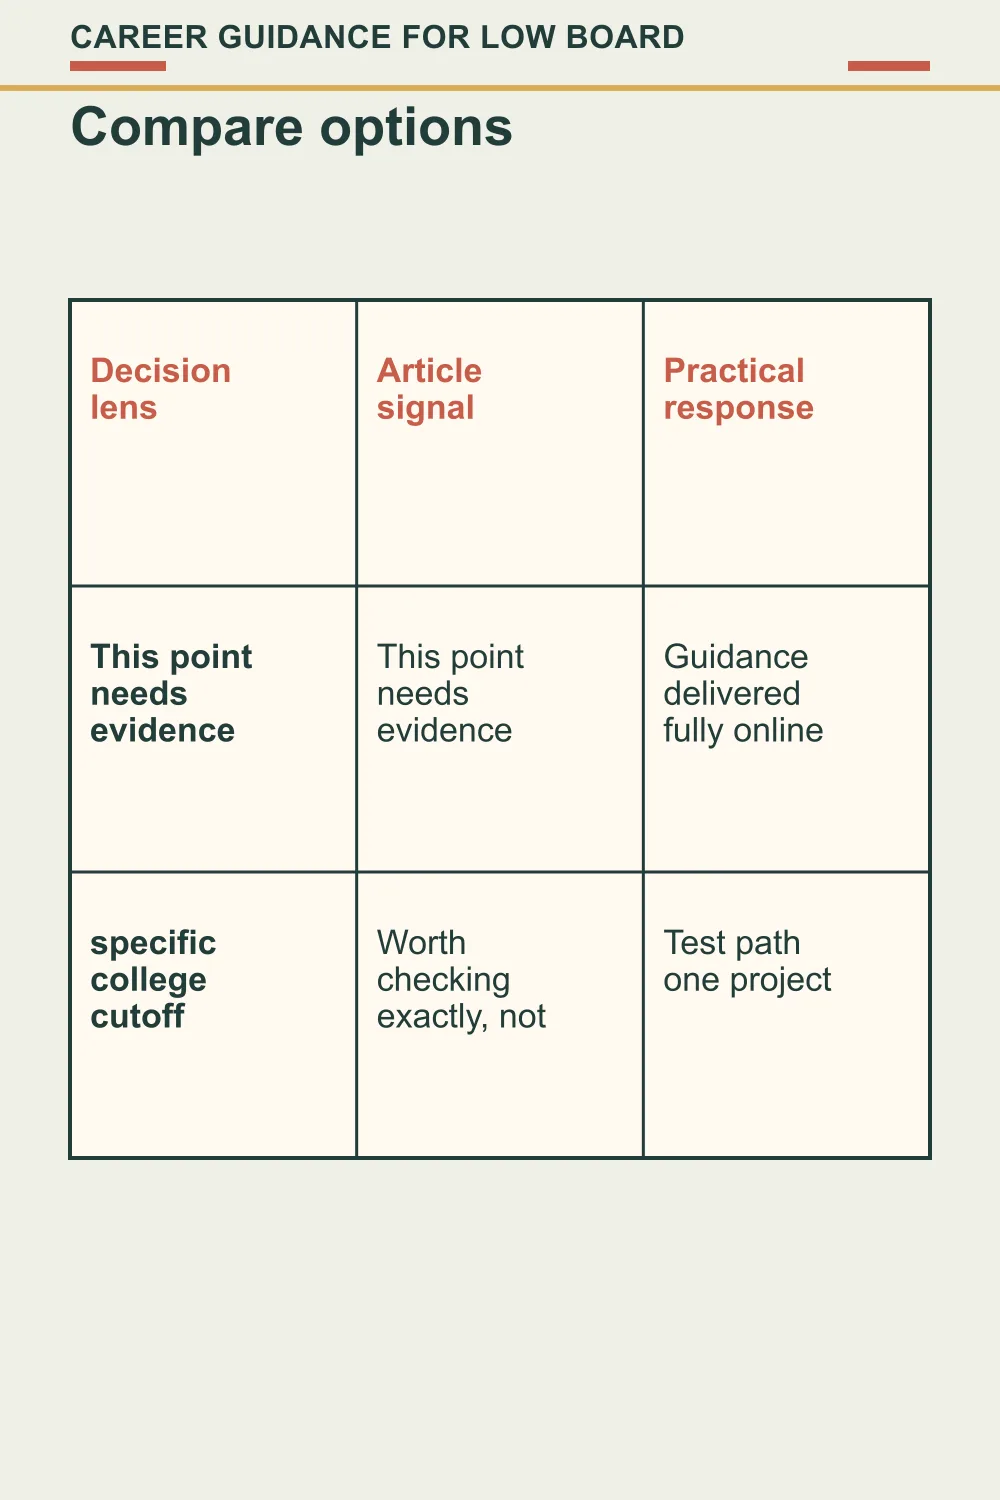 CAREER GUIDANCE FOR LOW BOARD
Compare options
Decision
lens
Article
signal
Practical
response
This point
needs
evidence
This point
needs
evidence
Guidance
delivered
fully online
specific
college
cutoff
Worth
checking
exactly, not
Test path
one project